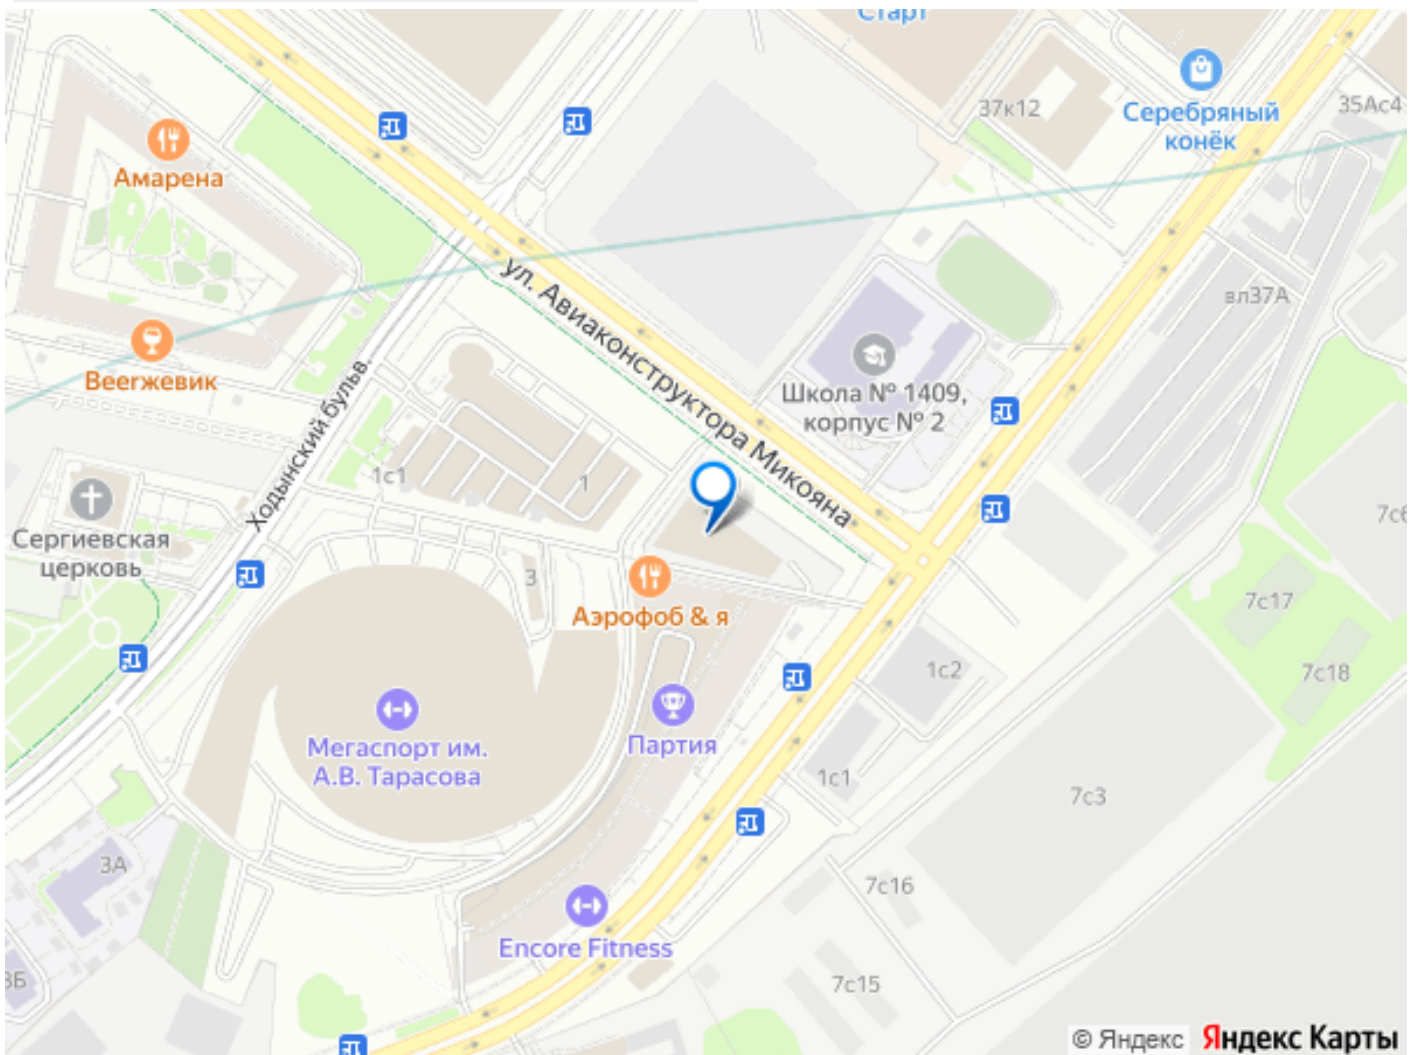 Старт
37к12
Серебряный
конёк
35Ас4
Амарена
вл37А
ул. Авиаконструктора Микояна
Школа № 1409,
корпус № 2
Веегжевик
Ходынский бульв.
1с1
1
7с6
Сергиевская
церковь
3
Аэрофоб & я
7с17
1с2
7с18
Мегаспорт им.
А.В. Тарасова
Партия
1с1
7с3
3А
7с16
Encore Fitness
3Б
7с15
© Яндекс Яндекс Карты